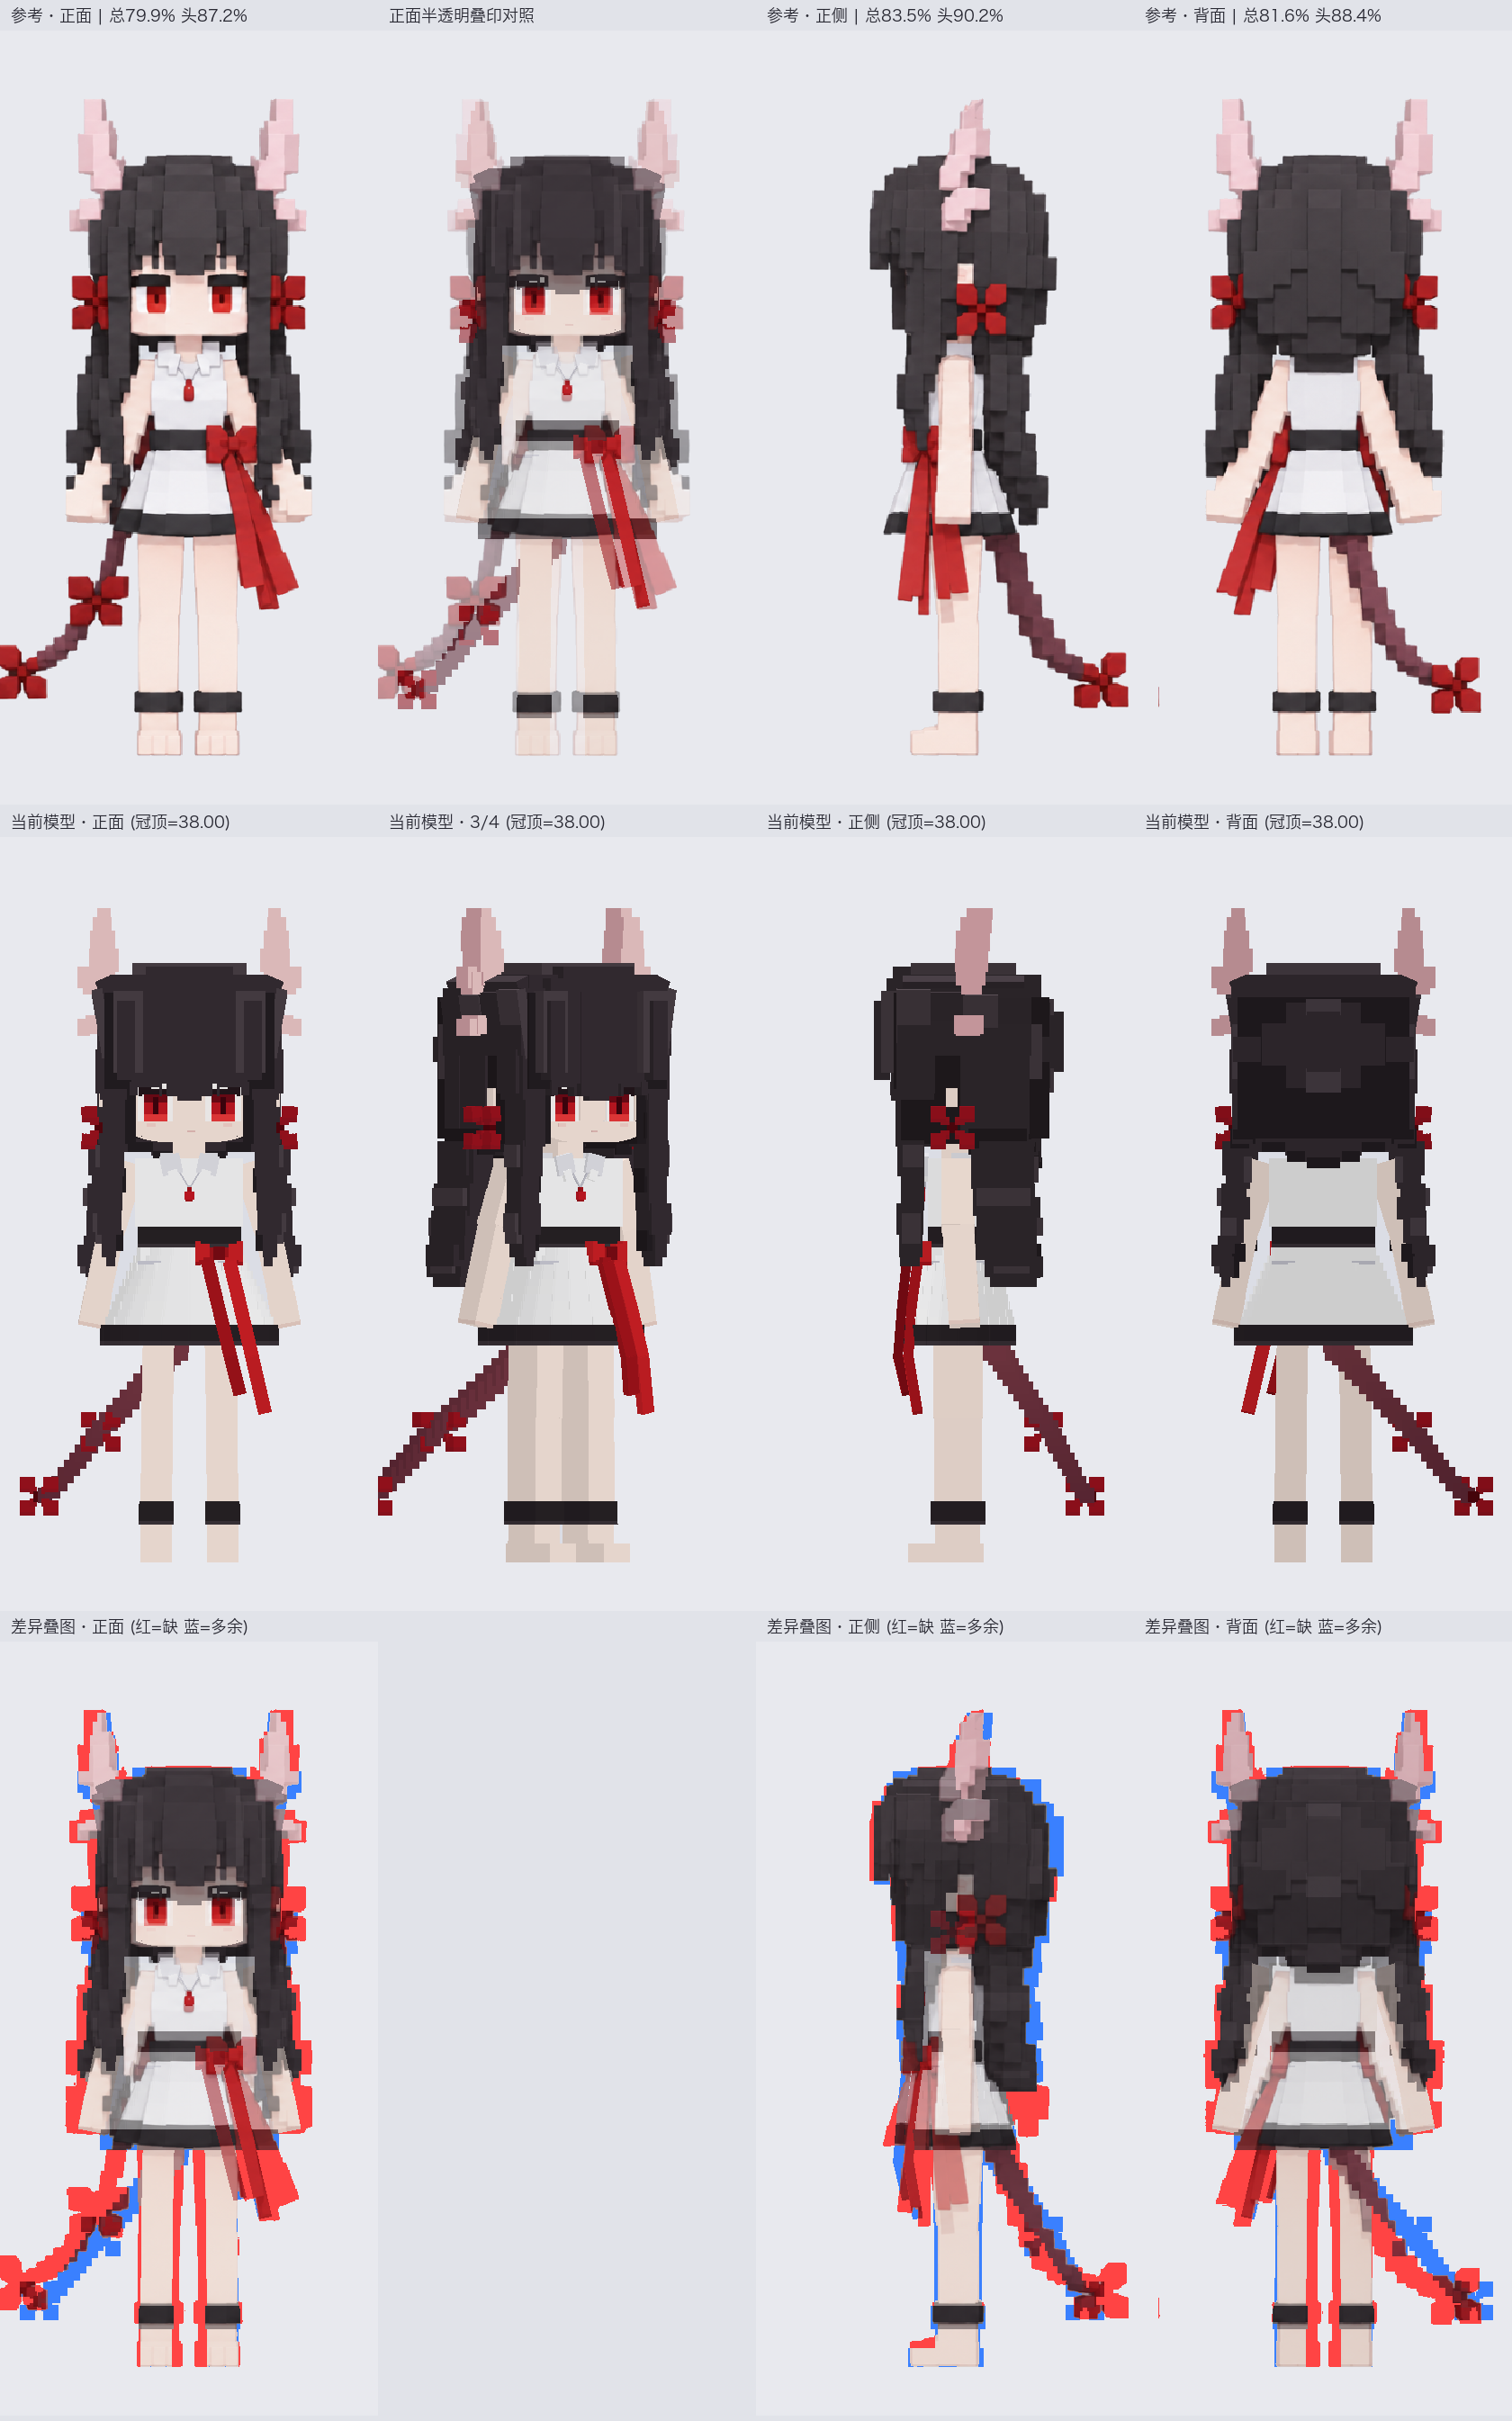 参考·正面 | 总79.9% 头87.2%
正面半透明叠印对照
参考·正侧 | 总83.5% 头90.2%
参考·背面 | 总81.6% 头88.4%
当前模型·正面 (冠顶=38.00)
当前模型·3/4 (冠顶=38.00)
当前模型·正侧 (冠顶=38.00)
当前模型·背面 (冠顶=38.00)
差异叠图·正面 (红=缺 蓝=多余)
差异叠图·正侧 (红=缺 蓝=多余)
差异叠图·背面 (红=缺 蓝=多余)